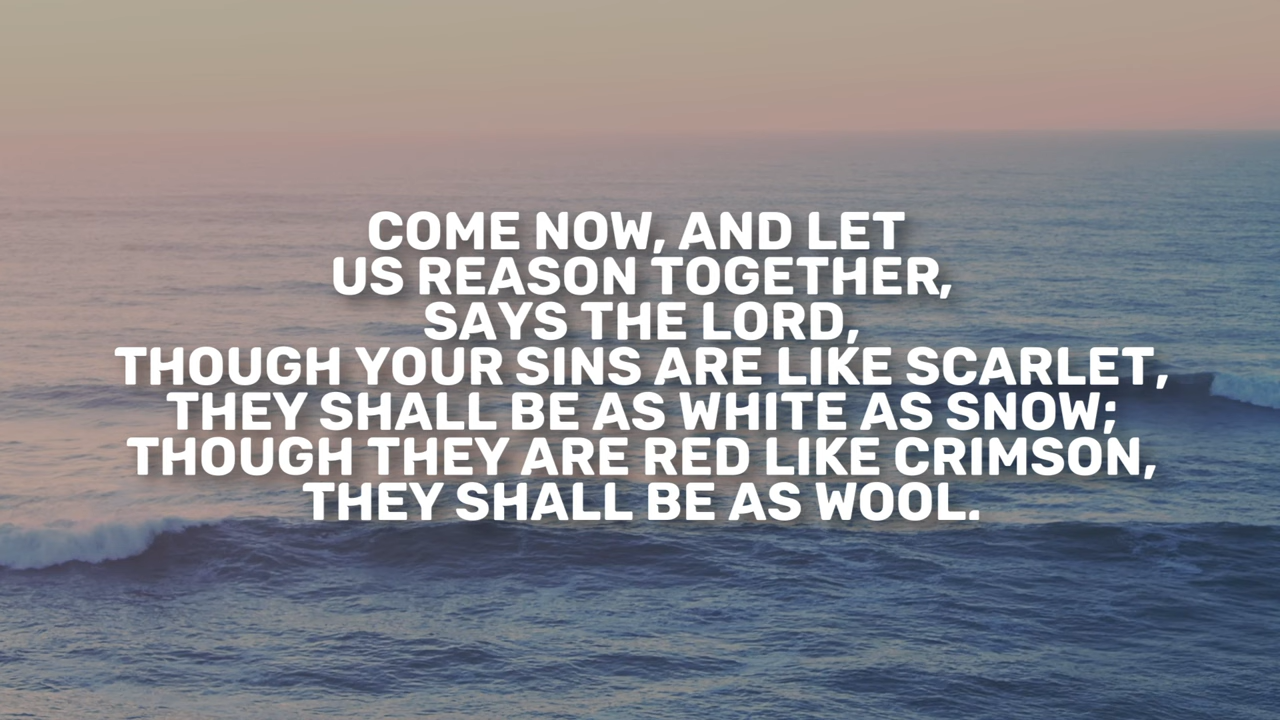 COME NOW, AND LET
US REASON TOGETHER,
SAYS THE LORD,
THOUGH YOUR SINS ARE LIKE SCARLET,
THEY SHALL BE AS WHITE AS SNOW;
THOUGH THEY ARE RED LIKE CRIMSON,
THEY SHALL BE AS WOOL.